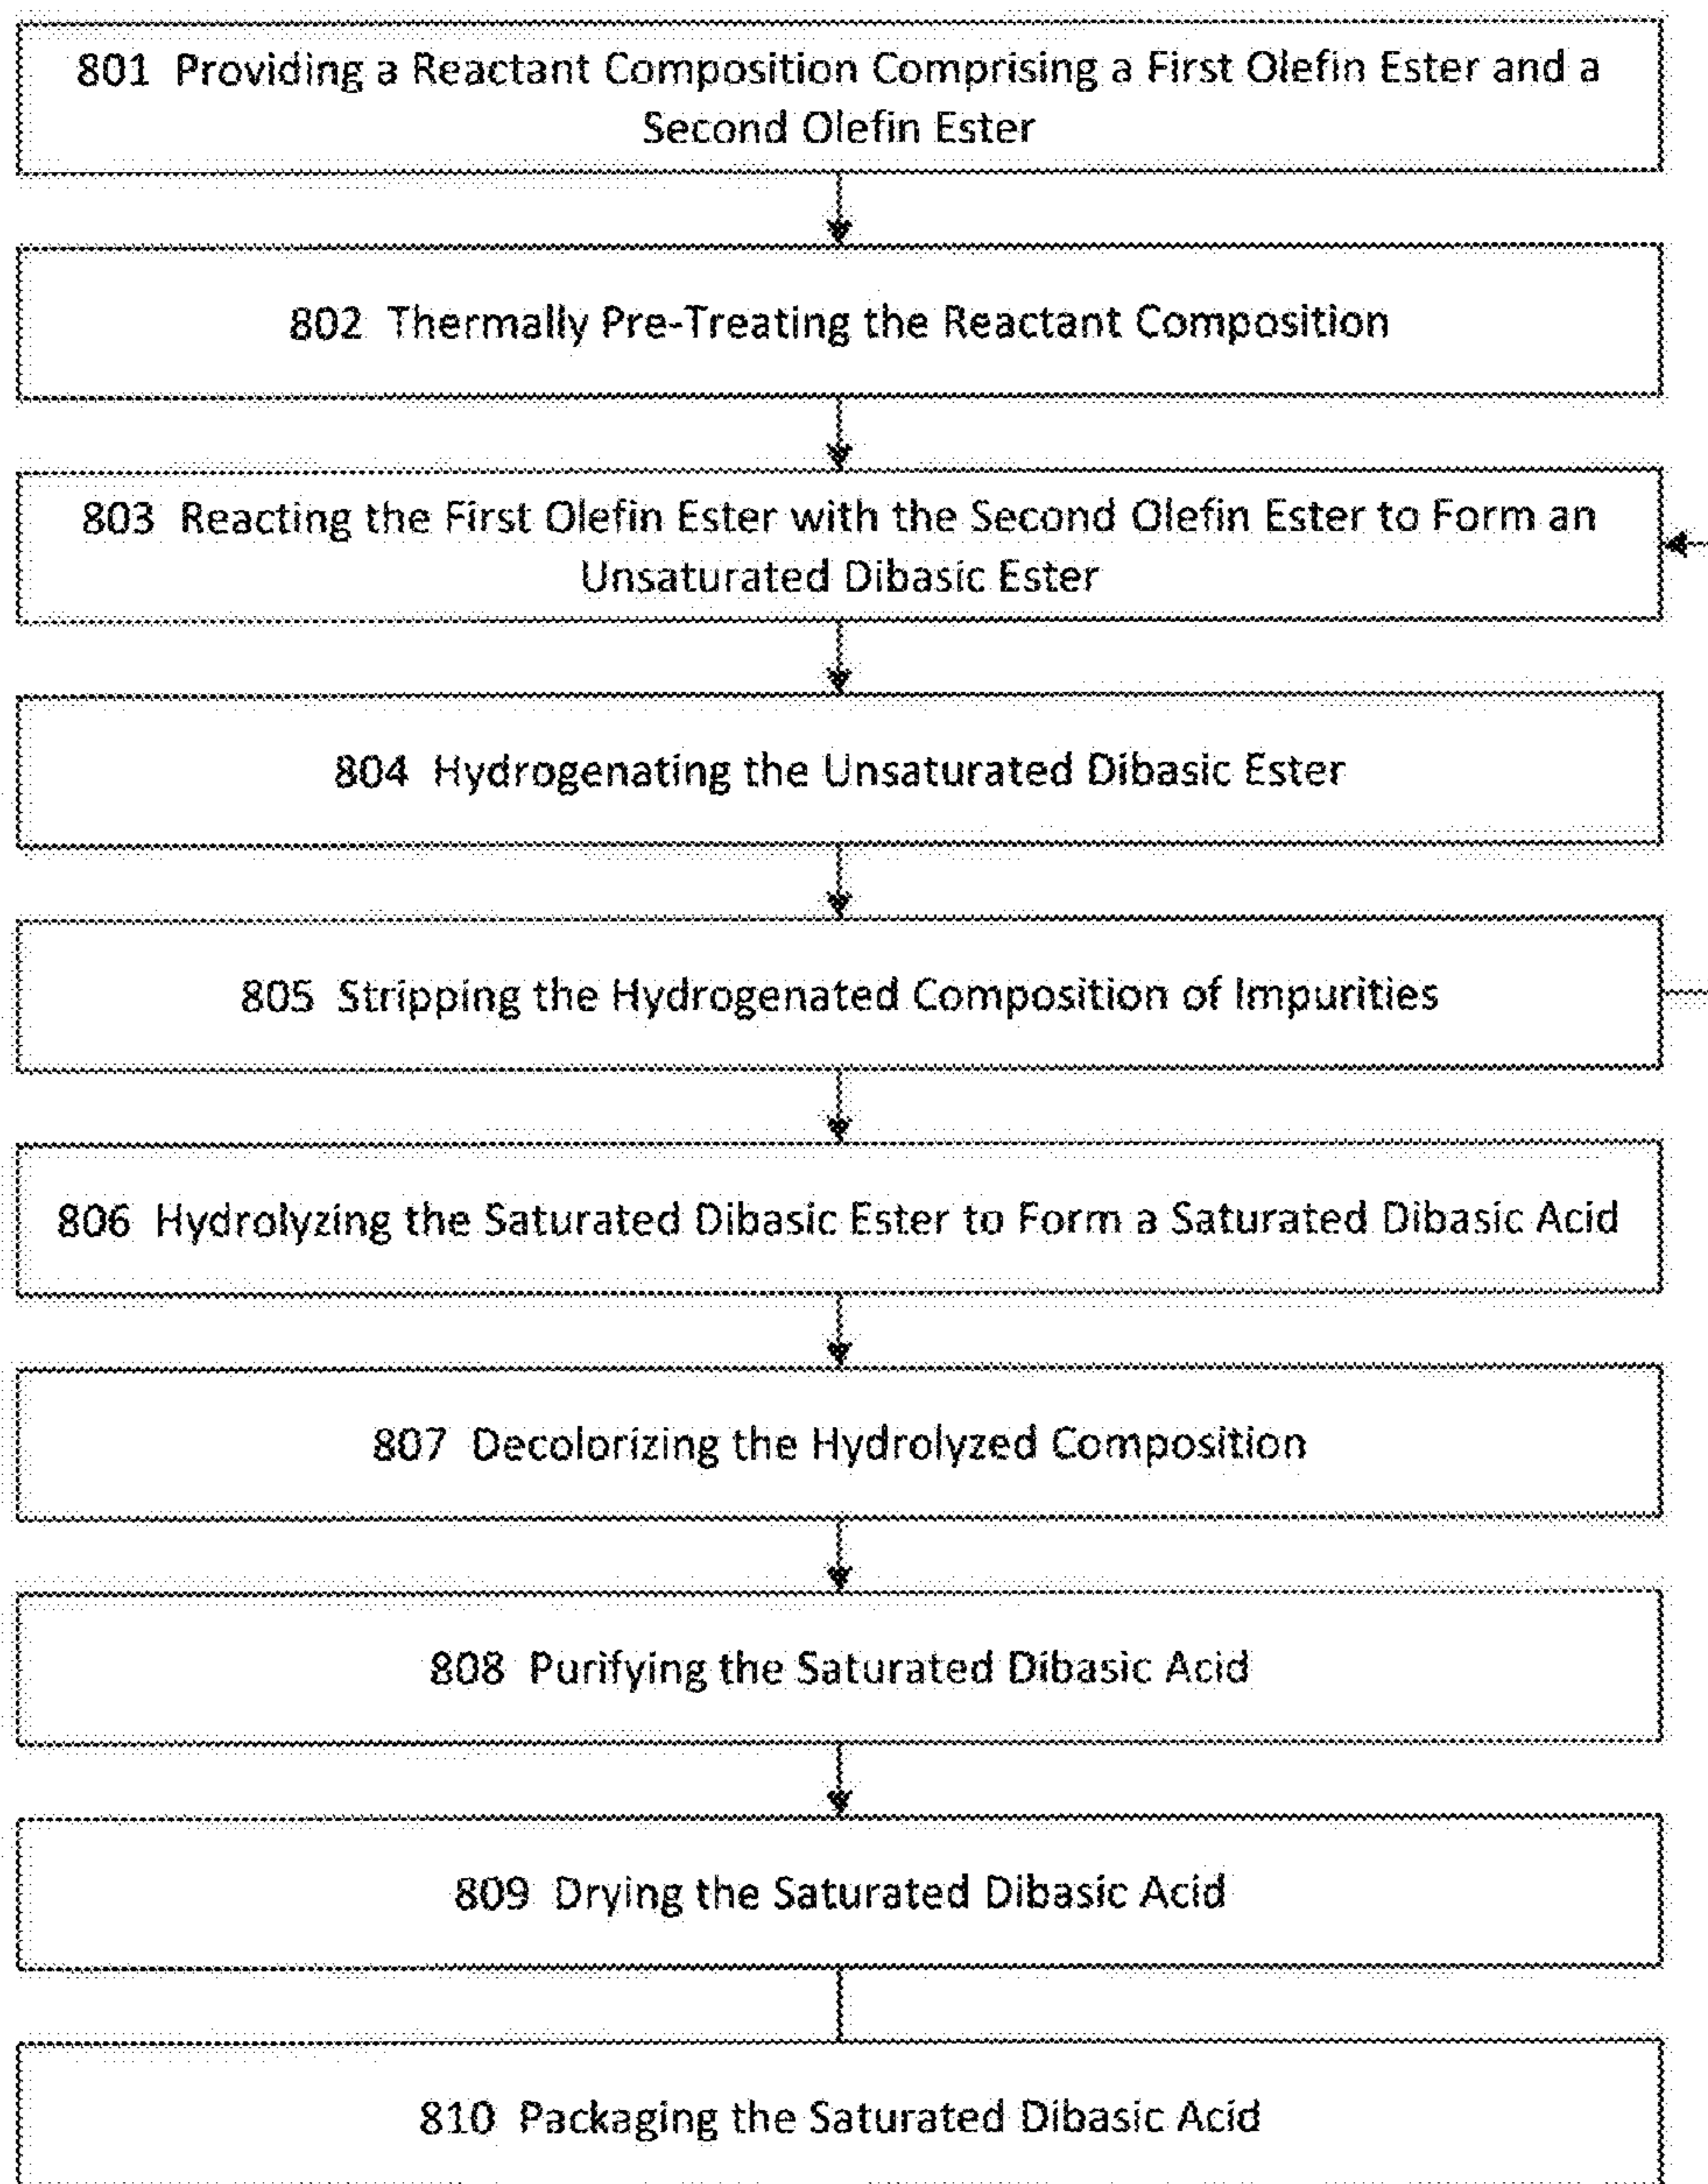 801 Providing a Reactant Composition Comprising a First Olefin Ester and a
Second Olefin Ester
802 Thermally Pre-Treating the Reactant Composition
803 Reacting the First Olefin Ester with the Second Olefin Ester to Form an
Unsaturated Dibasic Ester
804 Hydrogenating the Unsaturated Dibasic Ester
805 Stripping the Hydrogenated Composition of Impurities
806 Hydrolyzing the Saturated Dibasic Ester to Form a Saturated Dibasic Acid
807 Decolorizing the Hydrolyzed Composition
808 Purifying the Saturated Dibasic Acid
809 Drying the Saturated Dibasic Acid
810 Packaging the Saturated Dibasic Acid